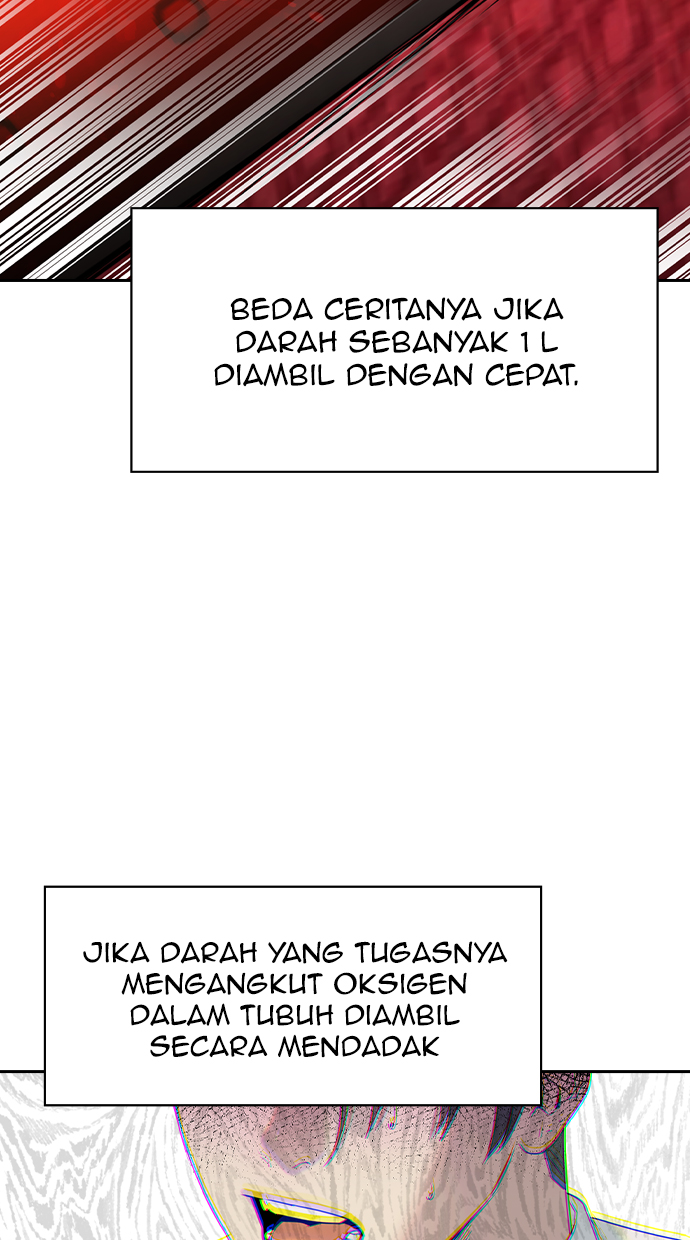 BEDA CERITANYA JIKA
DARAH SEBANYAK 1 L
DIAMBIL DENGAN CEPAT.
JIKA DARAH YANG TUGASNYA
MENGANGKUT OKSIGEN
DALAM TUBUH DIAMBIL
SECARA MENDADAK